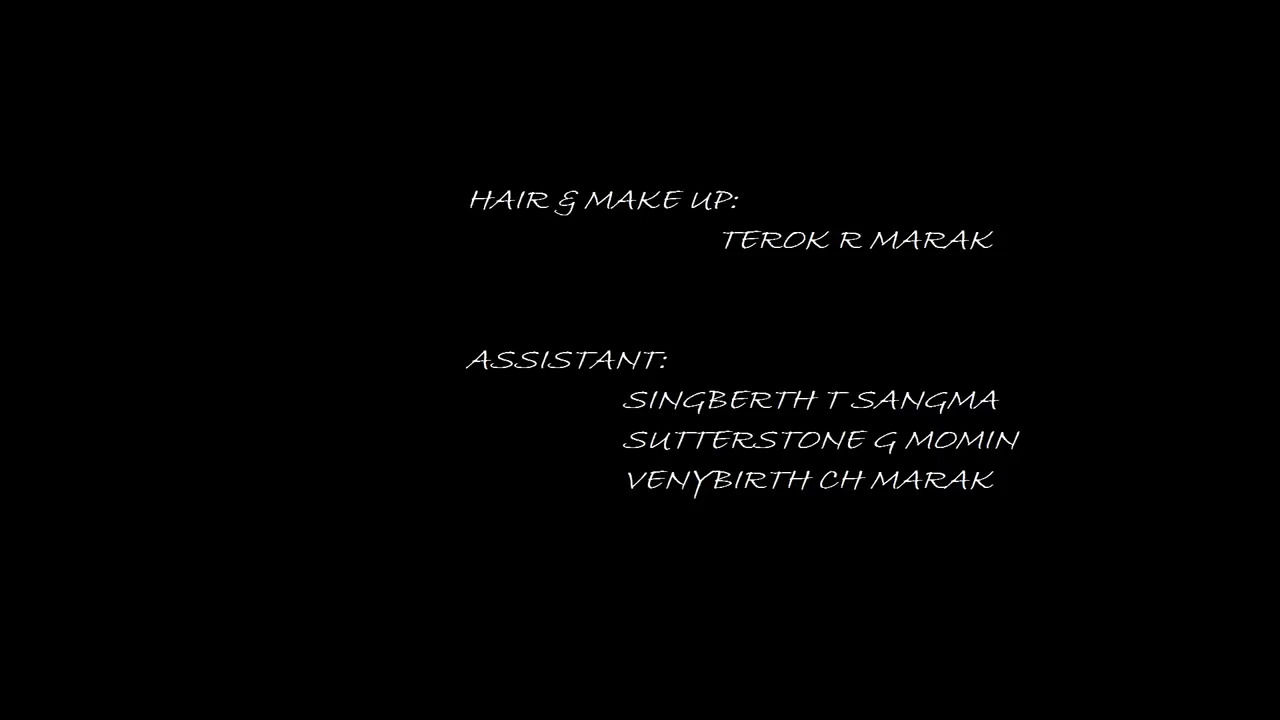 HAIR & MAKE UP:
TEROK R MARAK
ASSISTANT:
SINGBERTH T SANGMA
SUTTERSTONE G MOMIN
VENYBIRTH CH MARAK